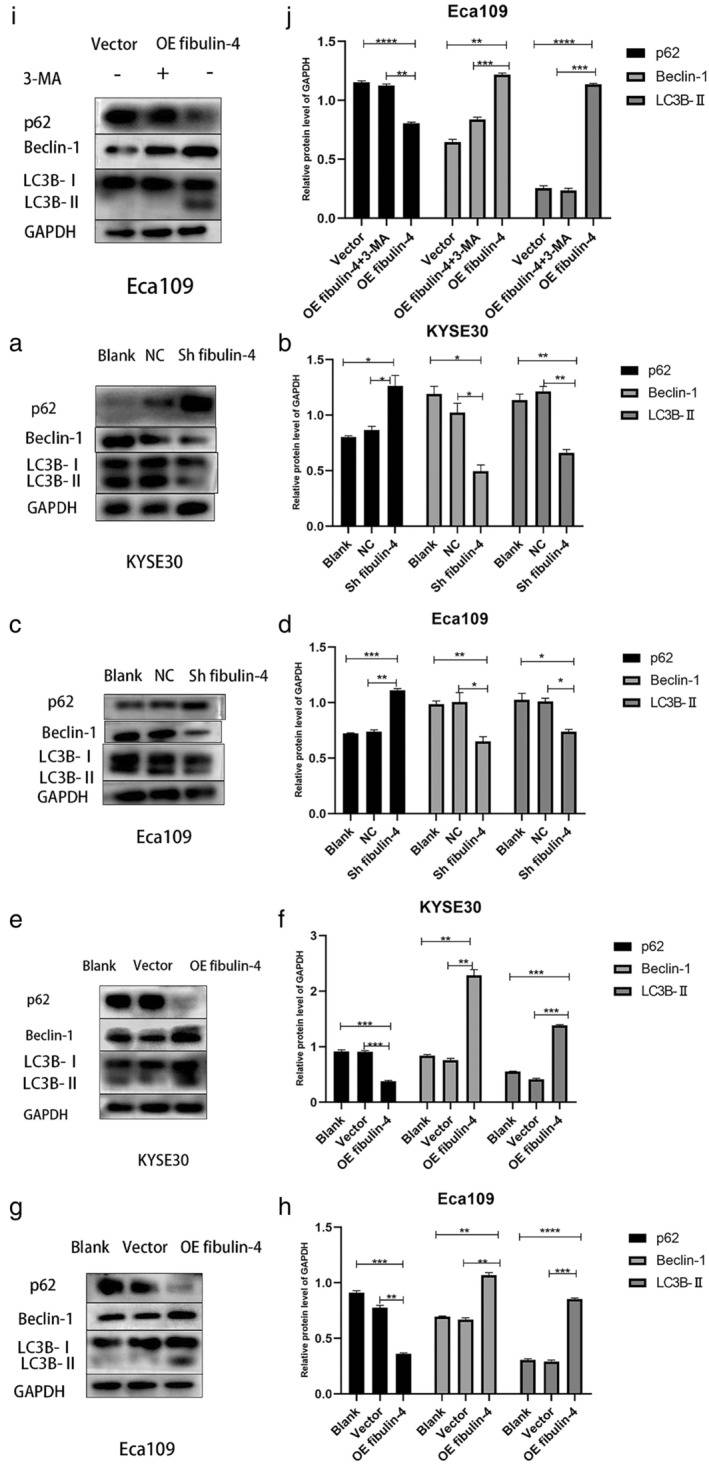 i
Vector OE fibulin-4
3-MA - + -
p62
Beclin-1
LC3B-Ⅰ
LC3B-Ⅱ
GAPDH
Eca109
j
Eca109
Relative protein level of GAPDH
1.5
1.0
0.5
0.0
**** ** ****
** *** ***
Vector
OE fibulin-4+3-MA
OE fibulin-4
Vector
OE fibulin-4+3-MA
OE fibulin-4
Vector
OE fibulin-4+3-MA
OE fibulin-4
p62
Beclin-1
LC3B-Ⅱ
a
Blank NC Sh fibulin-4
p62
Beclin-1
LC3B-Ⅰ
LC3B-Ⅱ
GAPDH
KYSE30
b
KYSE30
Relative protein level of GAPDH
1.5
1.0
0.5
0.0
* * **
* * **
Blank
NC
Sh fibulin-4
Blank
NC
Sh fibulin-4
Blank
NC
Sh fibulin-4
p62
Beclin-1
LC3B-Ⅱ
c
Blank NC Sh fibulin-4
p62
Beclin-1
LC3B-Ⅰ
LC3B-Ⅱ
GAPDH
Eca109
d
Eca109
Relative protein level of GAPDH
1.5
1.0
0.5
0.0
*** ** *
** * *
Blank
NC
Sh fibulin-4
Blank
NC
Sh fibulin-4
Blank
NC
Sh fibulin-4
p62
Beclin-1
LC3B-Ⅱ
e
Blank Vector OE fibulin-4
p62
Beclin-1
LC3B-Ⅰ
LC3B-Ⅱ
GAPDH
KYSE30
f
KYSE30
Relative protein level of GAPDH
3
2
1
0
*** ** ***
*** ** ***
Blank
Vector
OE fibulin-4
Blank
Vector
OE fibulin-4
Blank
Vector
OE fibulin-4
p62
Beclin-1
LC3B-Ⅱ
g
Blank Vector OE fibulin-4
p62
Beclin-1
LC3B-Ⅰ
LC3B-Ⅱ
GAPDH
Eca109
h
Eca109
Relative protein level of GAPDH
1.5
1.0
0.5
0.0
*** ** ****
** ** ***
Blank
Vector
OE fibulin-4
Blank
Vector
OE fibulin-4
Blank
Vector
OE fibulin-4
p62
Beclin-1
LC3B-Ⅱ